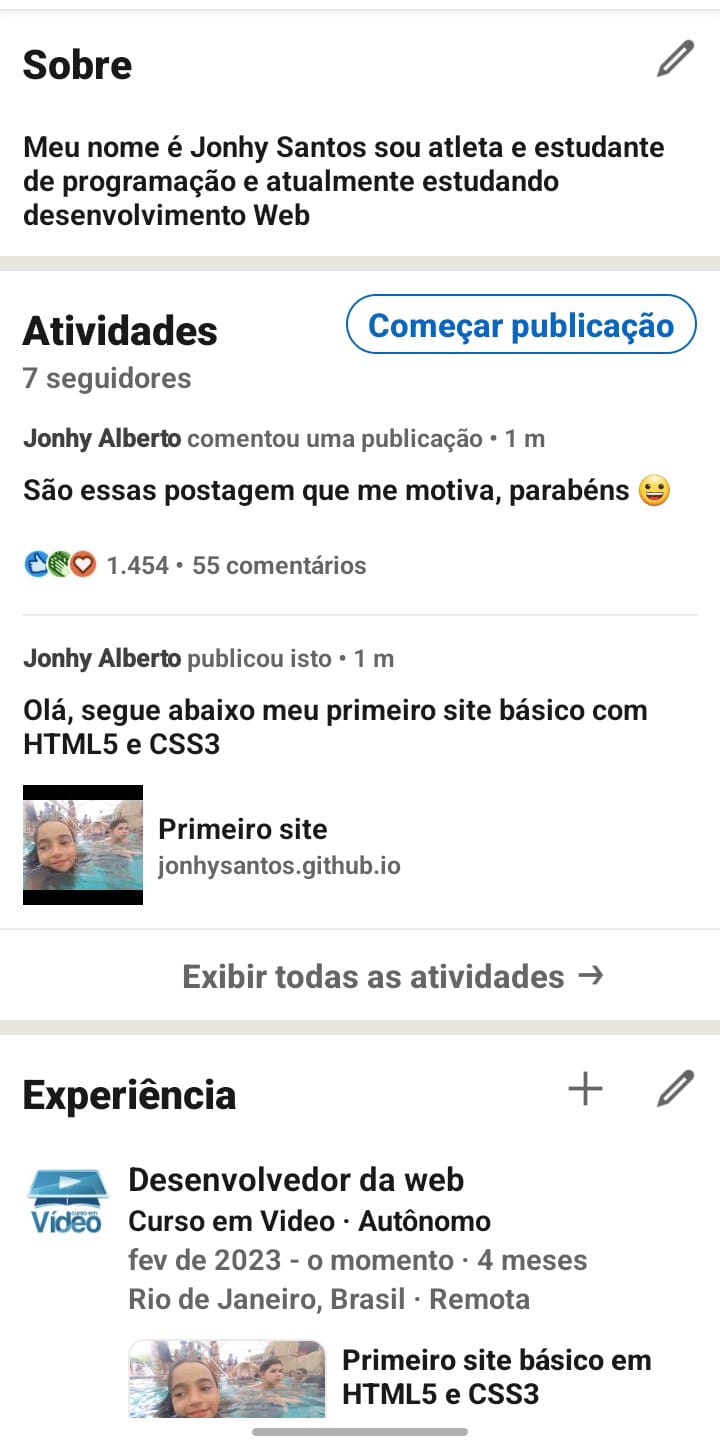 Sobre
Meu nome é Jonhy Santos sou atleta e estudante
de programação e atualmente estudando
desenvolvimento Web
Atividades
Começar publicação
7 seguidores
Jonhy Alberto comentou uma publicação • 1 m
São essas postagem que me motiva, parabéns 😀
1.454 • 55 comentários
Jonhy Alberto publicou isto • 1 m
Olá, segue abaixo meu primeiro site básico com
HTML5 e CSS3
Primeiro site
jonhysantos.github.io
Exibir todas as atividades →
Experiência
Desenvolvedor da web
curso em
Vídeo
Curso em Video · Autônomo
fev de 2023 - o momento · 4 meses
Rio de Janeiro, Brasil · Remota
Primeiro site básico em
HTML5 e CSS3